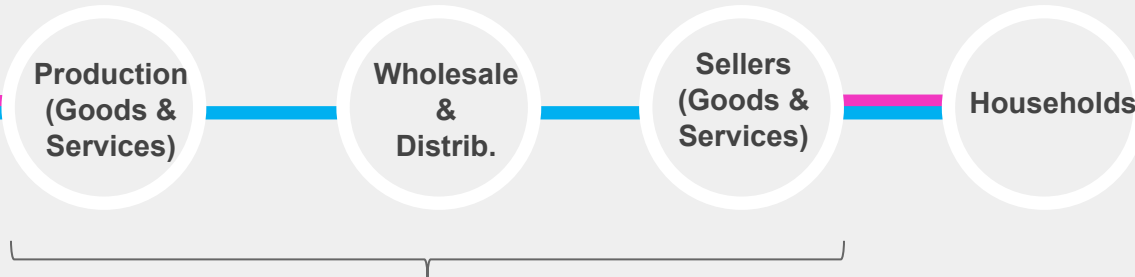 Production
(Goods &
Services)
Wholesale
&
Distrib.
Sellers
(Goods &
Services)
Households